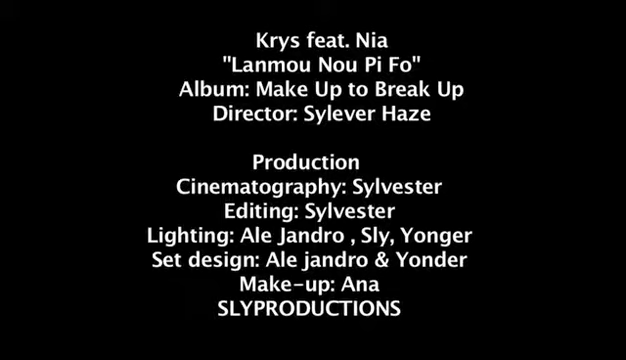 Krys feat. Nia
"Lanmou Nou Pi Fo"
Album: Make Up to Break Up
Director: Sylever Haze
Production
Cinematography: Sylvester
Editing: Sylvester
Lighting: Ale Jandro , Sly, Yonger
Set design: Ale jandro & Yonder
Make-up: Ana
SLYPRODUCTIONS